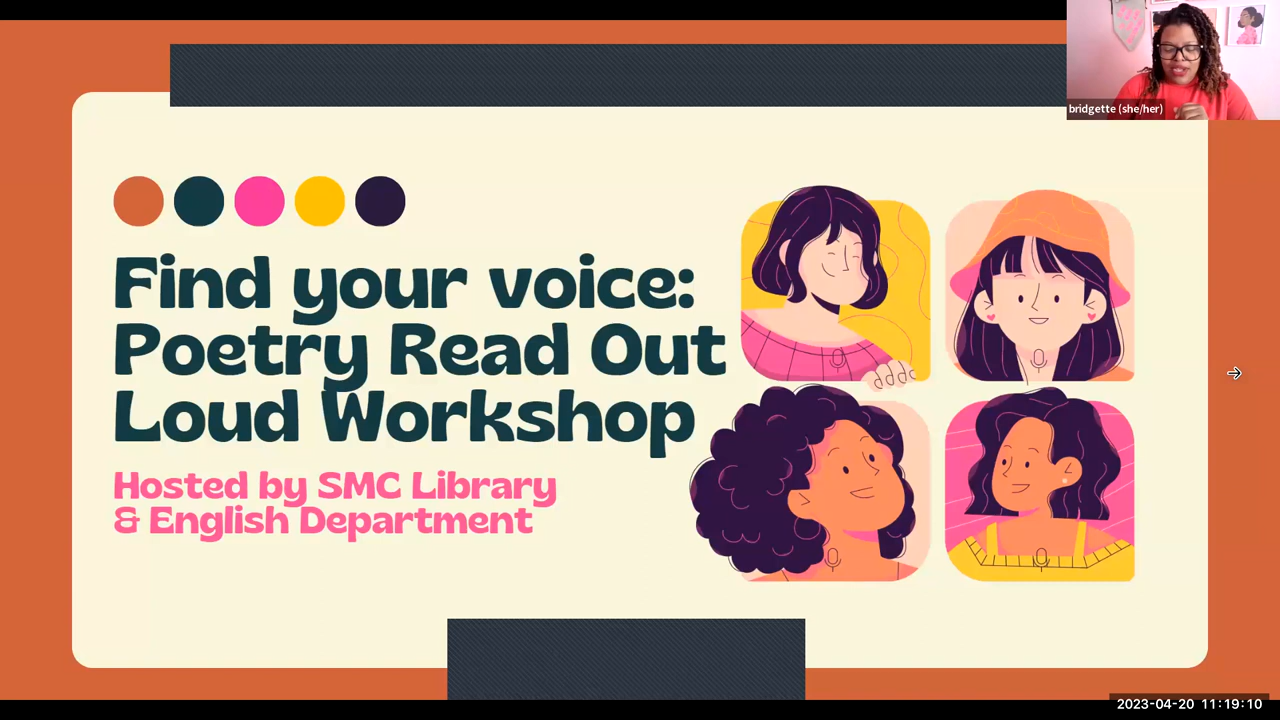 bridgette (she/her)
Find your voice:
Poetry Read Out
Loud Workshop
Hosted by SMC Library
& English Department
2023-04-20 11:19:10